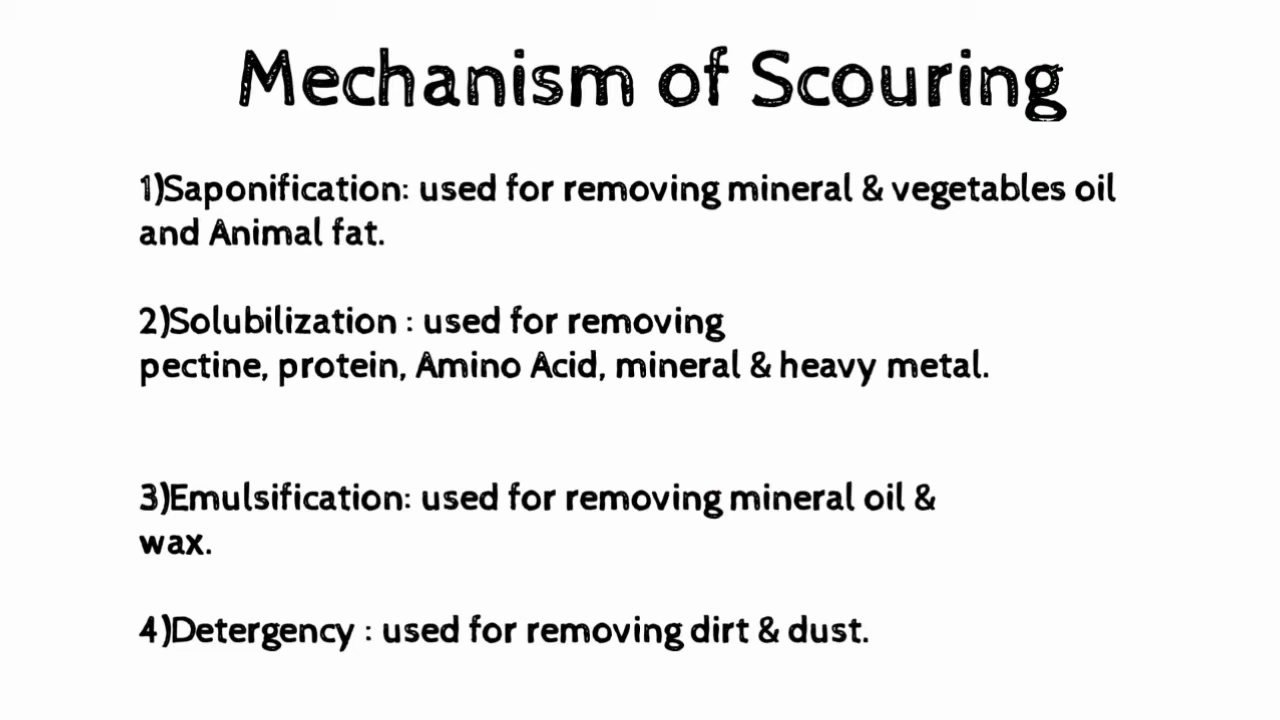 Mechanism of Scouring
1)Saponification: used for removing mineral & vegetables oil
and Animal fat.
2)Solubilization : used for removing
pectine, protein, Amino Acid, mineral & heavy metal.
3)Emulsification: used for removing mineral oil &
wax.
4)Detergency : used for removing dirt & dust.